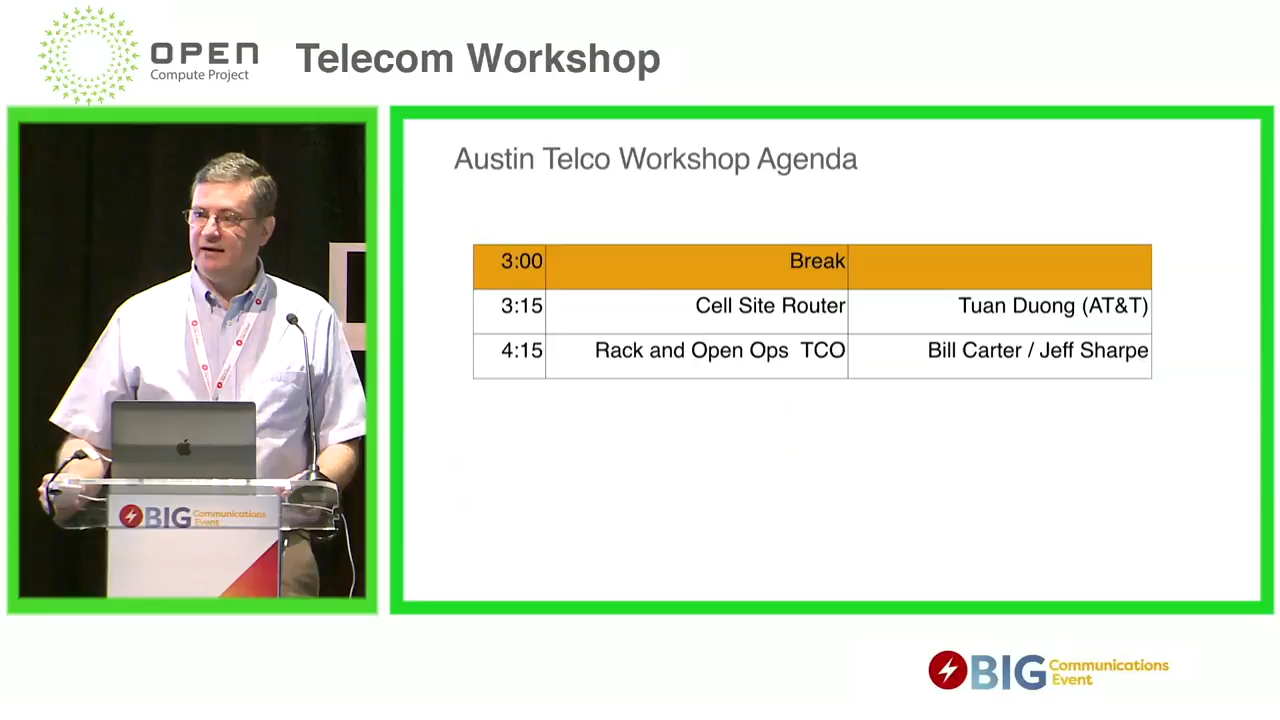 OPEN
Compute Project
Telecom Workshop
Austin Telco Workshop Agenda
3:00 Break
3:15 Cell Site Router Tuan Duong (AT&T)
4:15 Rack and Open Ops TCO Bill Carter / Jeff Sharpe
BIG Communications Event
BIG Communications Event